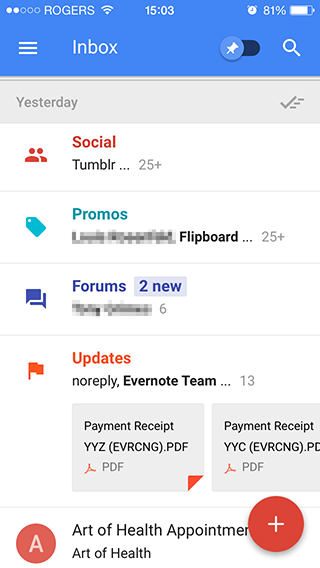 ROGERS 15:03 81%
Inbox
Yesterday
Social
Tumblr ... 25+
Promos
Flipboard ... 25+
Forums 2 new
6
Updates
noreply, Evernote Team ... 13
Payment Receipt Payment Receipt
YYZ (EVRCNG).PDF YYC (EVRCNG).PDF
PDF PDF
+
A Art of Health Appointmen
Art of Health